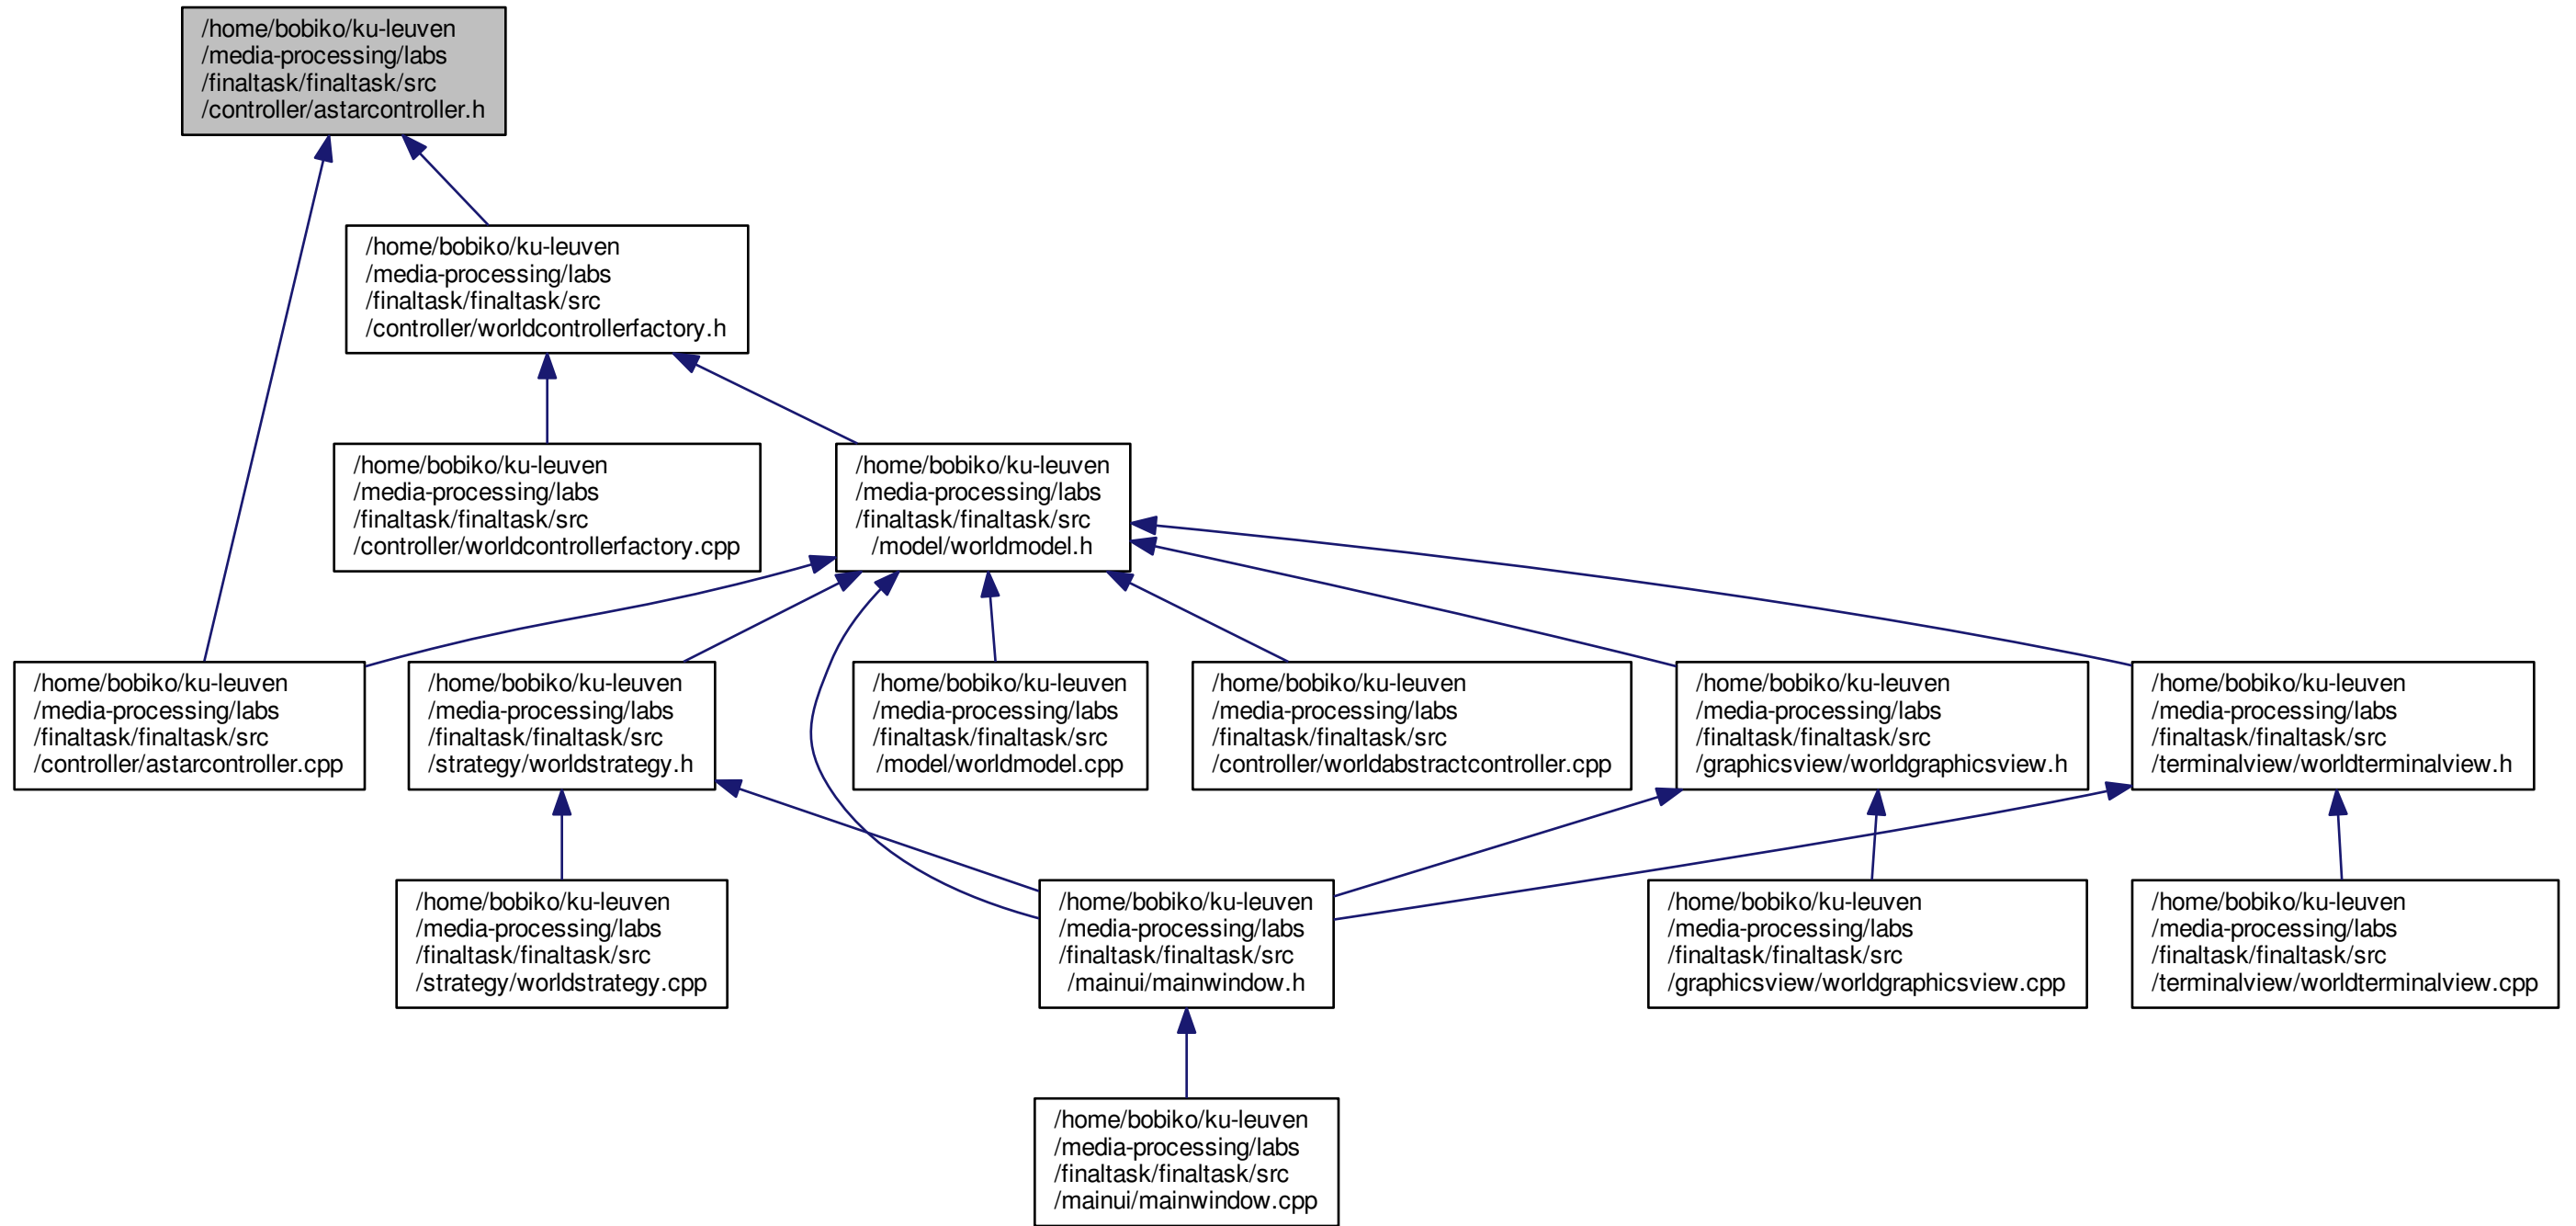 /home/bobiko/ku-leuven
/media-processing/labs
/finaltask/finaltask/src
/controller/astarcontroller.h
/home/bobiko/ku-leuven
/media-processing/labs
/finaltask/finaltask/src
/controller/worldcontrollerfactory.h
/home/bobiko/ku-leuven
/media-processing/labs
/finaltask/finaltask/src
/controller/worldcontrollerfactory.cpp
/home/bobiko/ku-leuven
/media-processing/labs
/finaltask/finaltask/src
/model/worldmodel.h
/home/bobiko/ku-leuven
/media-processing/labs
/finaltask/finaltask/src
/controller/astarcontroller.cpp
/home/bobiko/ku-leuven
/media-processing/labs
/finaltask/finaltask/src
/strategy/worldstrategy.h
/home/bobiko/ku-leuven
/media-processing/labs
/finaltask/finaltask/src
/model/worldmodel.cpp
/home/bobiko/ku-leuven
/media-processing/labs
/finaltask/finaltask/src
/controller/worldabstractcontroller.cpp
/home/bobiko/ku-leuven
/media-processing/labs
/finaltask/finaltask/src
/graphicsview/worldgraphicsview.h
/home/bobiko/ku-leuven
/media-processing/labs
/finaltask/finaltask/src
/terminalview/worldterminalview.h
/home/bobiko/ku-leuven
/media-processing/labs
/finaltask/finaltask/src
/strategy/worldstrategy.cpp
/home/bobiko/ku-leuven
/media-processing/labs
/finaltask/finaltask/src
/mainui/mainwindow.h
/home/bobiko/ku-leuven
/media-processing/labs
/finaltask/finaltask/src
/graphicsview/worldgraphicsview.cpp
/home/bobiko/ku-leuven
/media-processing/labs
/finaltask/finaltask/src
/terminalview/worldterminalview.cpp
/home/bobiko/ku-leuven
/media-processing/labs
/finaltask/finaltask/src
/mainui/mainwindow.cpp